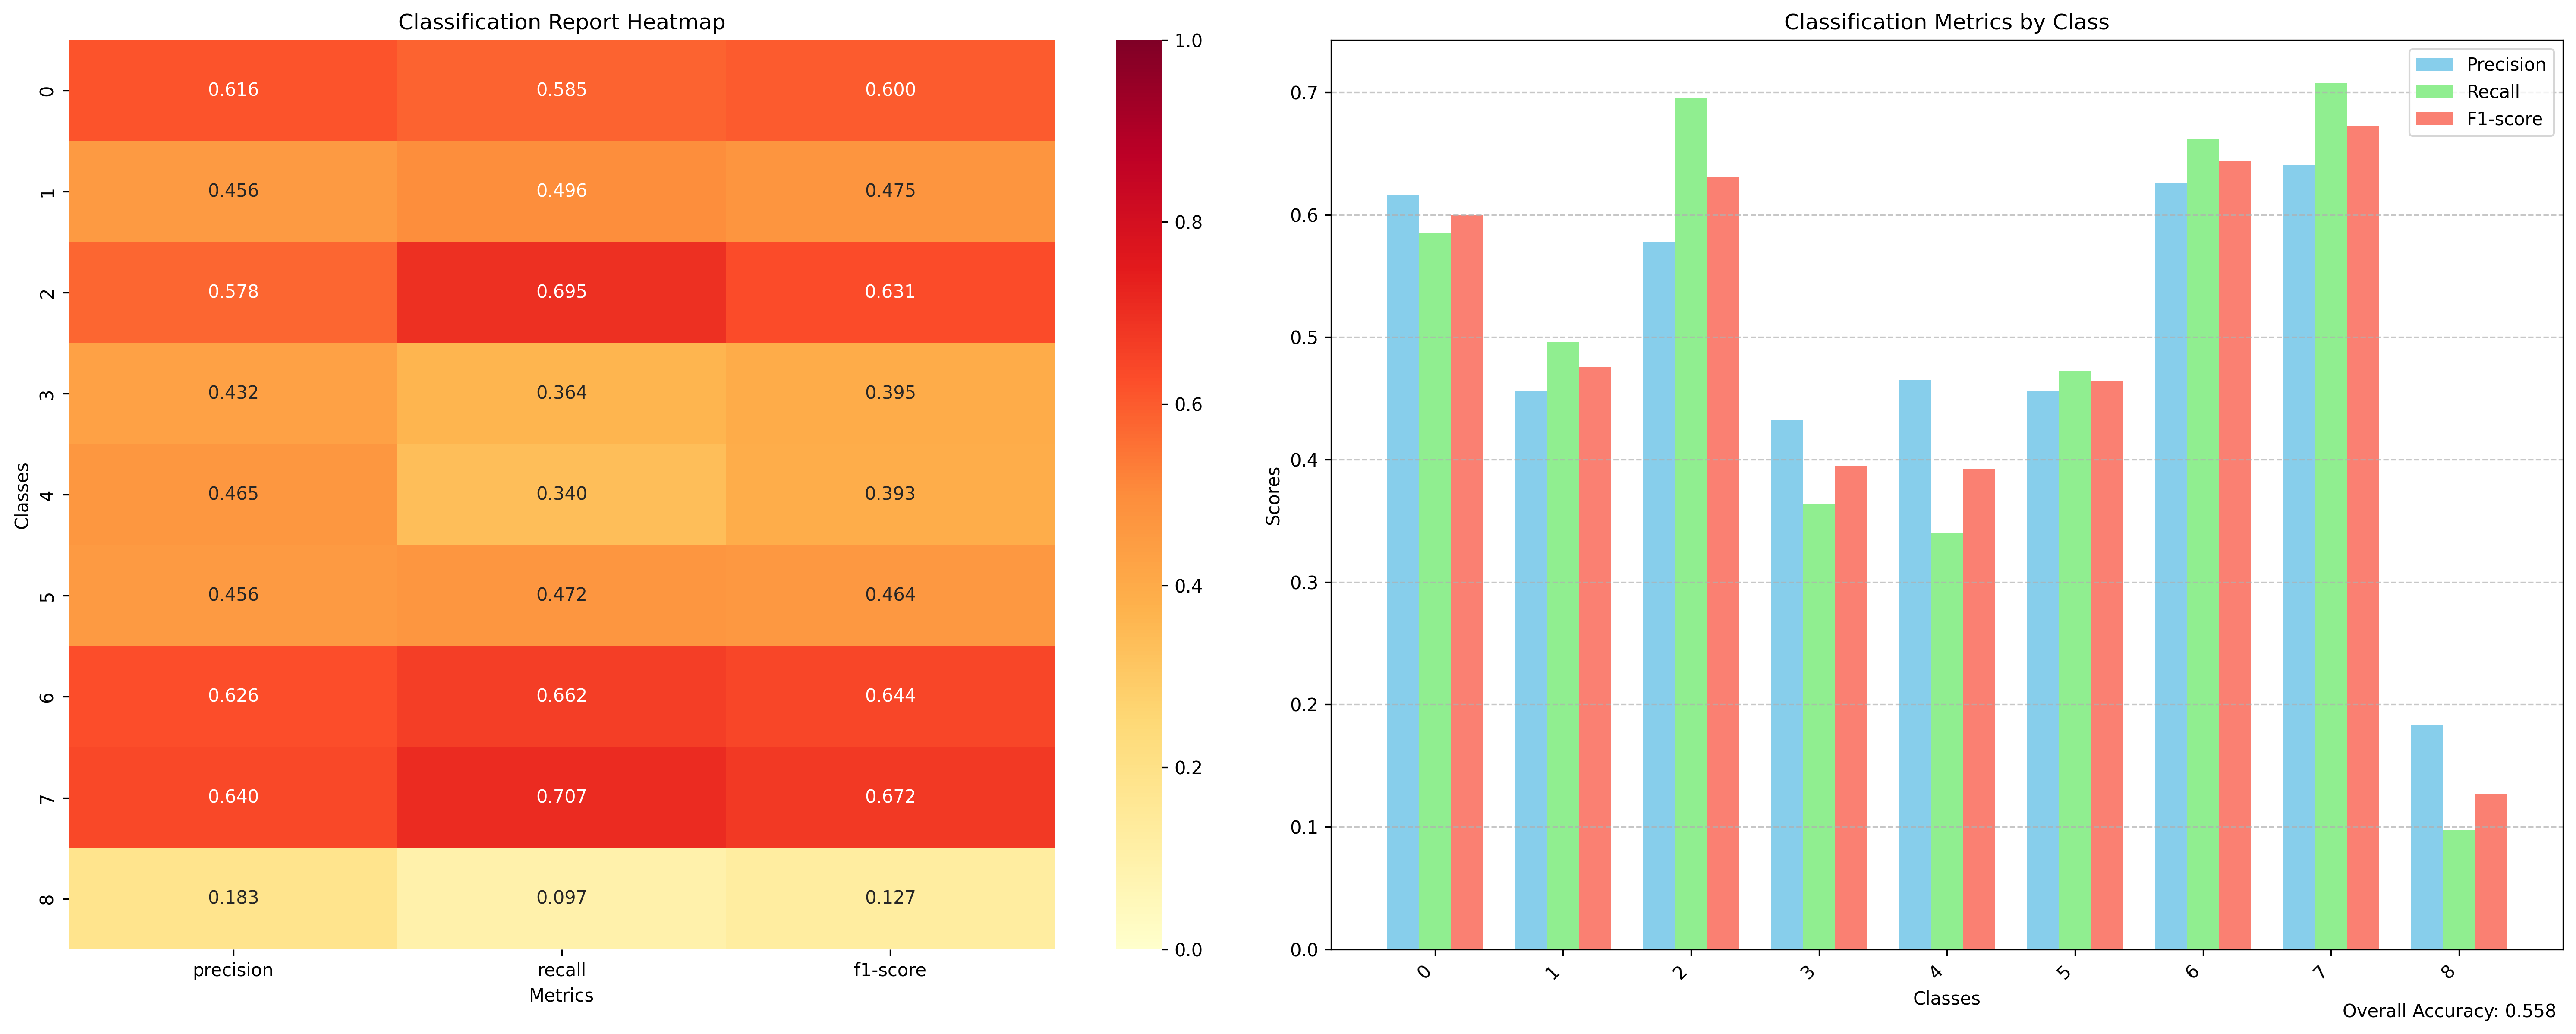 Classification Report Heatmap
Classes
0 0.616 0.585 0.600
1 0.456 0.496 0.475
2 0.578 0.695 0.631
3 0.432 0.364 0.395
4 0.465 0.340 0.393
5 0.456 0.472 0.464
6 0.626 0.662 0.644
7 0.640 0.707 0.672
8 0.183 0.097 0.127
precision recall f1-score
Metrics
1.0
0.8
0.6
0.4
0.2
0.0
Classification Metrics by Class
Precision
Recall
F1-score
Scores
0.7
0.6
0.5
0.4
0.3
0.2
0.1
0.0
0 1 2 3 4 5 6 7 8
Classes
Overall Accuracy: 0.558